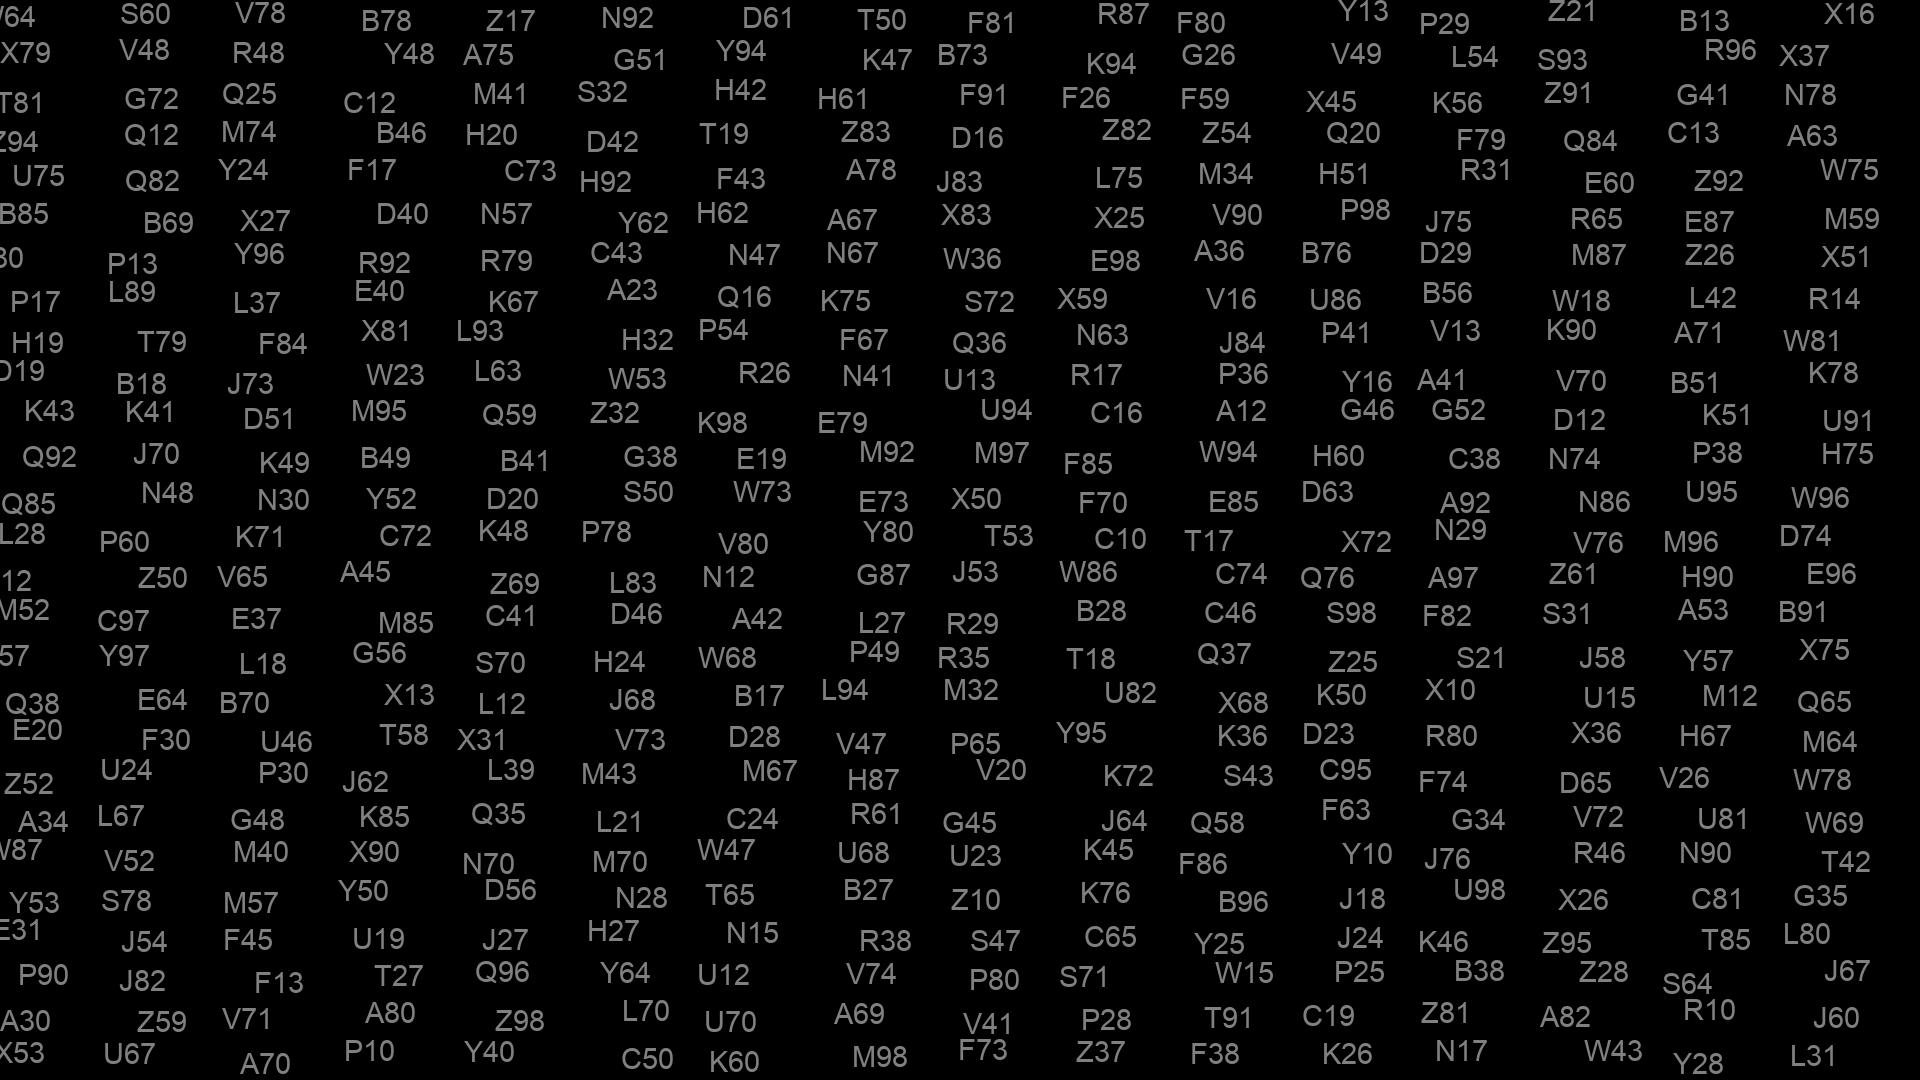 S60 V78 B78 Z17 N92 D61 T50 F81 R87 F80 Y13 P29 Z21 B13 X16
X79 V48 R48 Y48 A75 G51 Y94 K47 B73 K94 G26 V49 L54 S93 R96 X37
T81 G72 Q25 C12 M41 S32 H42 H61 F91 F26 F59 X45 K56 Z91 G41 N78
Z94 Q12 M74 B46 H20 D42 T19 Z83 D16 Z82 Z54 Q20 F79 Q84 C13 A63
U75 Q82 Y24 F17 C73 H92 F43 A78 J83 L75 M34 H51 R31 E60 Z92 W75
B85 B69 X27 D40 N57 Y62 H62 A67 X83 X25 V90 P98 J75 R65 E87 M59
P13 Y96 R92 R79 C43 N47 N67 W36 E98 A36 B76 D29 M87 Z26 X51
P17 L89 L37 E40 K67 A23 Q16 K75 S72 X59 V16 U86 B56 W18 L42 R14
H19 T79 F84 X81 L93 H32 P54 F67 Q36 N63 J84 P41 V13 K90 A71 W81
D19 B18 J73 W23 L63 W53 R26 N41 U13 R17 P36 Y16 A41 V70 B51 K78
K43 K41 D51 M95 Q59 Z32 K98 E79 U94 C16 A12 G46 G52 D12 K51 U91
Q92 J70 K49 B49 B41 G38 E19 M92 M97 F85 W94 H60 C38 N74 P38 H75
Q85 N48 N30 Y52 D20 S50 W73 E73 X50 F70 E85 D63 A92 N86 U95 W96
L28 P60 K71 C72 K48 P78 V80 Y80 T53 C10 T17 X72 N29 V76 M96 D74
12 Z50 V65 A45 Z69 L83 N12 G87 J53 W86 C74 Q76 A97 Z61 H90 E96
M52 C97 E37 M85 C41 D46 A42 L27 R29 B28 C46 S98 F82 S31 A53 B91
57 Y97 L18 G56 S70 H24 W68 P49 R35 T18 Q37 Z25 S21 J58 Y57 X75
Q38 E64 B70 X13 L12 J68 B17 L94 M32 U82 X68 K50 X10 U15 M12 Q65
E20 F30 U46 T58 X31 V73 D28 V47 P65 Y95 K36 D23 R80 X36 H67 M64
Z52 U24 P30 J62 L39 M43 M67 H87 V20 K72 S43 C95 F74 D65 V26 W78
A34 L67 G48 K85 Q35 L21 C24 R61 G45 J64 Q58 F63 G34 V72 U81 W69
W87 V52 M40 X90 N70 M70 W47 U68 U23 K45 F86 Y10 J76 R46 N90 T42
Y53 S78 M57 Y50 D56 N28 T65 B27 Z10 K76 B96 J18 U98 X26 C81 G35
E31 J54 F45 U19 J27 H27 N15 R38 S47 C65 Y25 J24 K46 Z95 T85 L80
P90 J82 F13 T27 Q96 Y64 U12 V74 P80 S71 W15 P25 B38 Z28 S64 J67
A30 Z59 V71 A80 Z98 L70 U70 A69 V41 P28 T91 C19 Z81 A82 R10 J60
X53 U67 A70 P10 Y40 C50 K60 M98 F73 Z37 F38 K26 N17 W43 Y28 L31